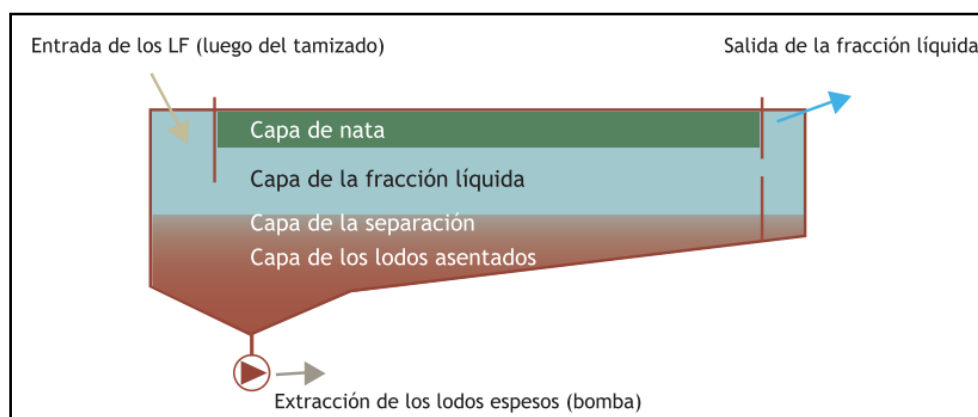 Entrada de los LF (luego del tamizado)
Salida de la fracción líquida
Capa de nata
Capa de la fracción líquida
Capa de la separación
Capa de los lodos asentados
Extracción de los lodos espesos (bomba)